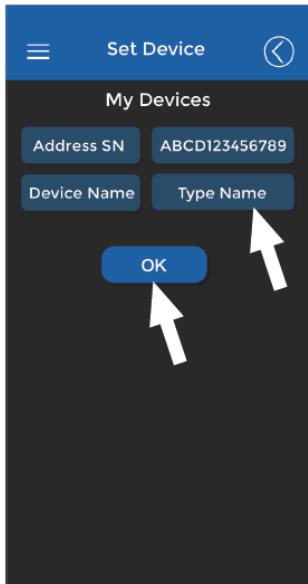 Set Device
My Devices
Address SN ABCD123456789
Device Name Type Name
OK